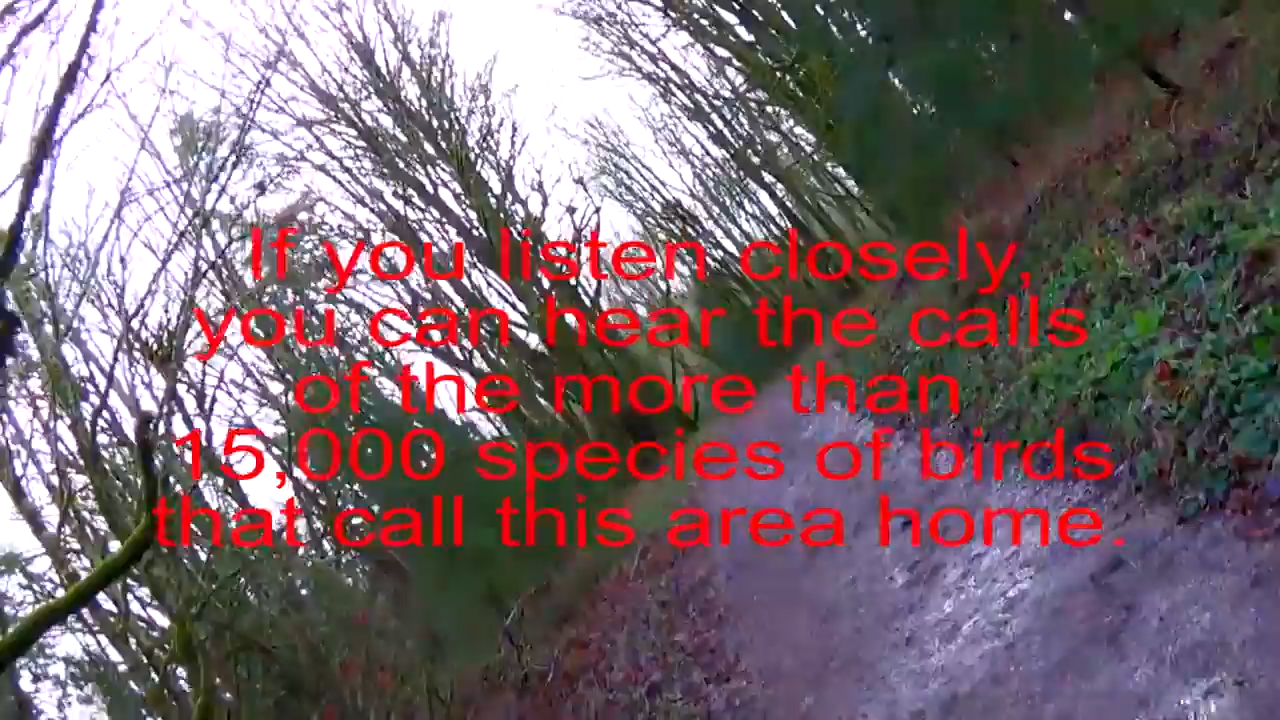 If you listen closely,
you can hear the calls
of the more than
15,000 species of birds
that call this area home.